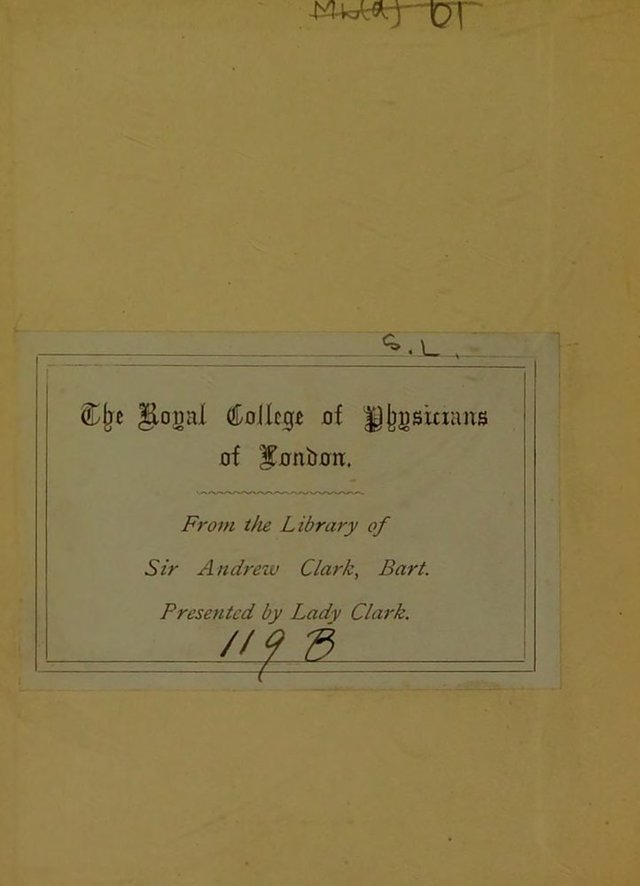 S.L.
The Royal College of Physicians
of London.
From the Library of
Sir Andrew Clark, Bart.
Presented by Lady Clark.
119 B